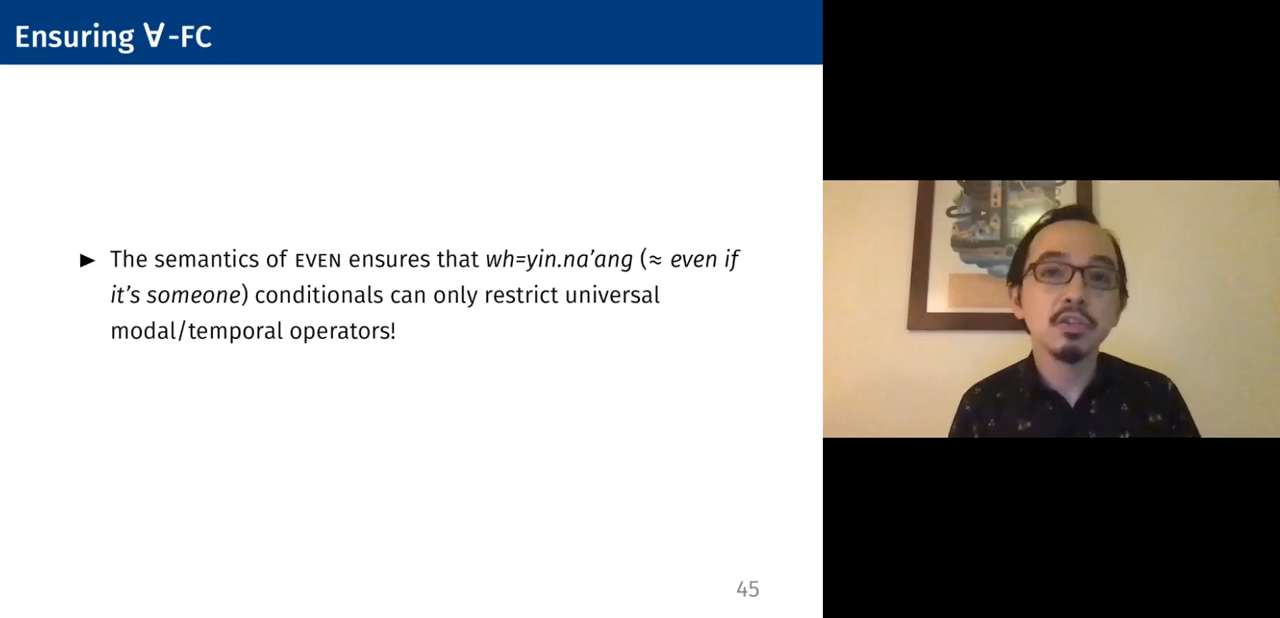 Ensuring ∀-FC
► The semantics of EVEN ensures that wh=yin.na’ang (≈ even if
it’s someone) conditionals can only restrict universal
modal/temporal operators!
45